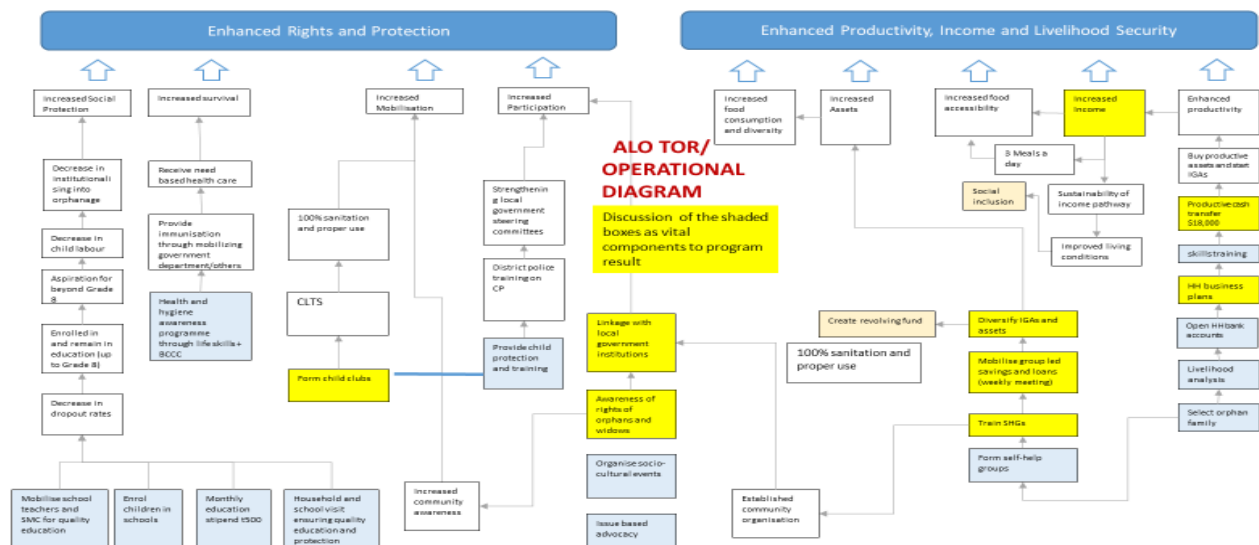 Enhanced Rights and Protection
Enhanced Productivity, Income and Livelihood Security
Increased Social
Protection
Increased survival
Increased
Mobilisation
Increased
Participation
Increased
food
consumption
and diversity
Increased
Assets
Increased food
accessibility
Increased
Income
Enhanced
productivity
ALO TOR/
OPERATIONAL
DIAGRAM
Discussion of the shaded
boxes as vital
components to program
result
3 Meals a
day
Buy productive
assets and start
IGAs
Decrease in
institutionali
sing into
orphanage
Receive need
based health care
100% sanitation
and proper use
Strengthenin
g local
government
steering
committees
Social
inclusion
Sustainability of
income pathway
Productive cash
transfer
$18,000
Decrease in
child labour
Provide
immunisation
through mobilizing
government
department/others
District police
training on
CP
Improved living
conditions
skills training
Aspiration for
beyond Grade
8
Health and
hygiene
awareness
programme
through life skills +
BCCC
CLTS
HH business
plans
Enrolled in
and remain in
education (up
to Grade 8)
Provide child
protection
and training
Linkage with
local
government
institutions
Create revolving fund
Diversify IGAs and
assets
Open HH bank
accounts
100% sanitation and
proper use
Mobilise group led
savings and loans
(weekly meeting)
Livelihood
analysis
Form child clubs
Decrease in
dropout rates
Awareness of
rights of
orphans and
widows
Train SHGs
Select orphan
family
Organise socio-
cultural events
Form self-help
groups
Mobilise school
teachers and
SMC for quality
education
Enrol
children in
schools
Monthly
education
stipend t500
Household and
school visit
ensuring quality
education and
protection
Increased
community
awareness
Issue based
advocacy
Established
community
organisation